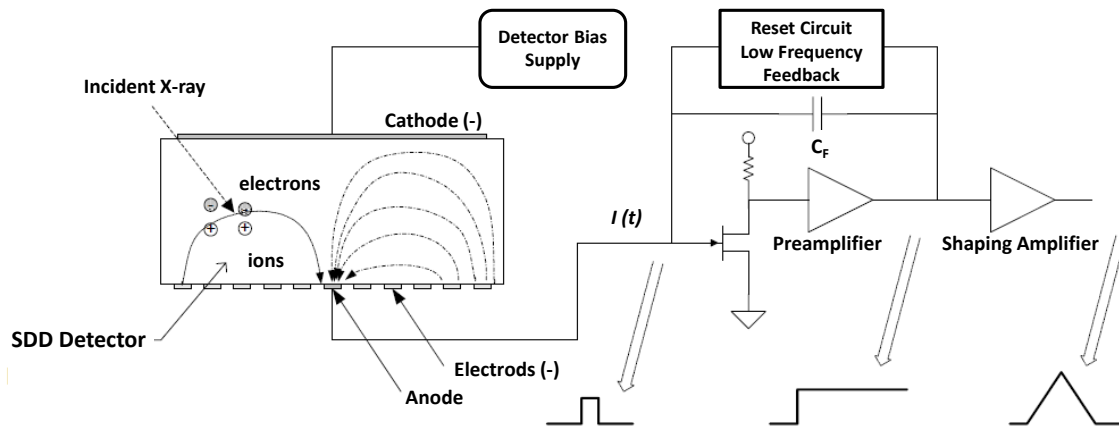 Detector Bias
Supply
Reset Circuit
Low Frequency
Feedback
Incident X-ray
Cathode (-)
C_F
electrons
- -
+ +
ions
I (t)
Preamplifier
Shaping Amplifier
SDD Detector
Electrods (-)
Anode